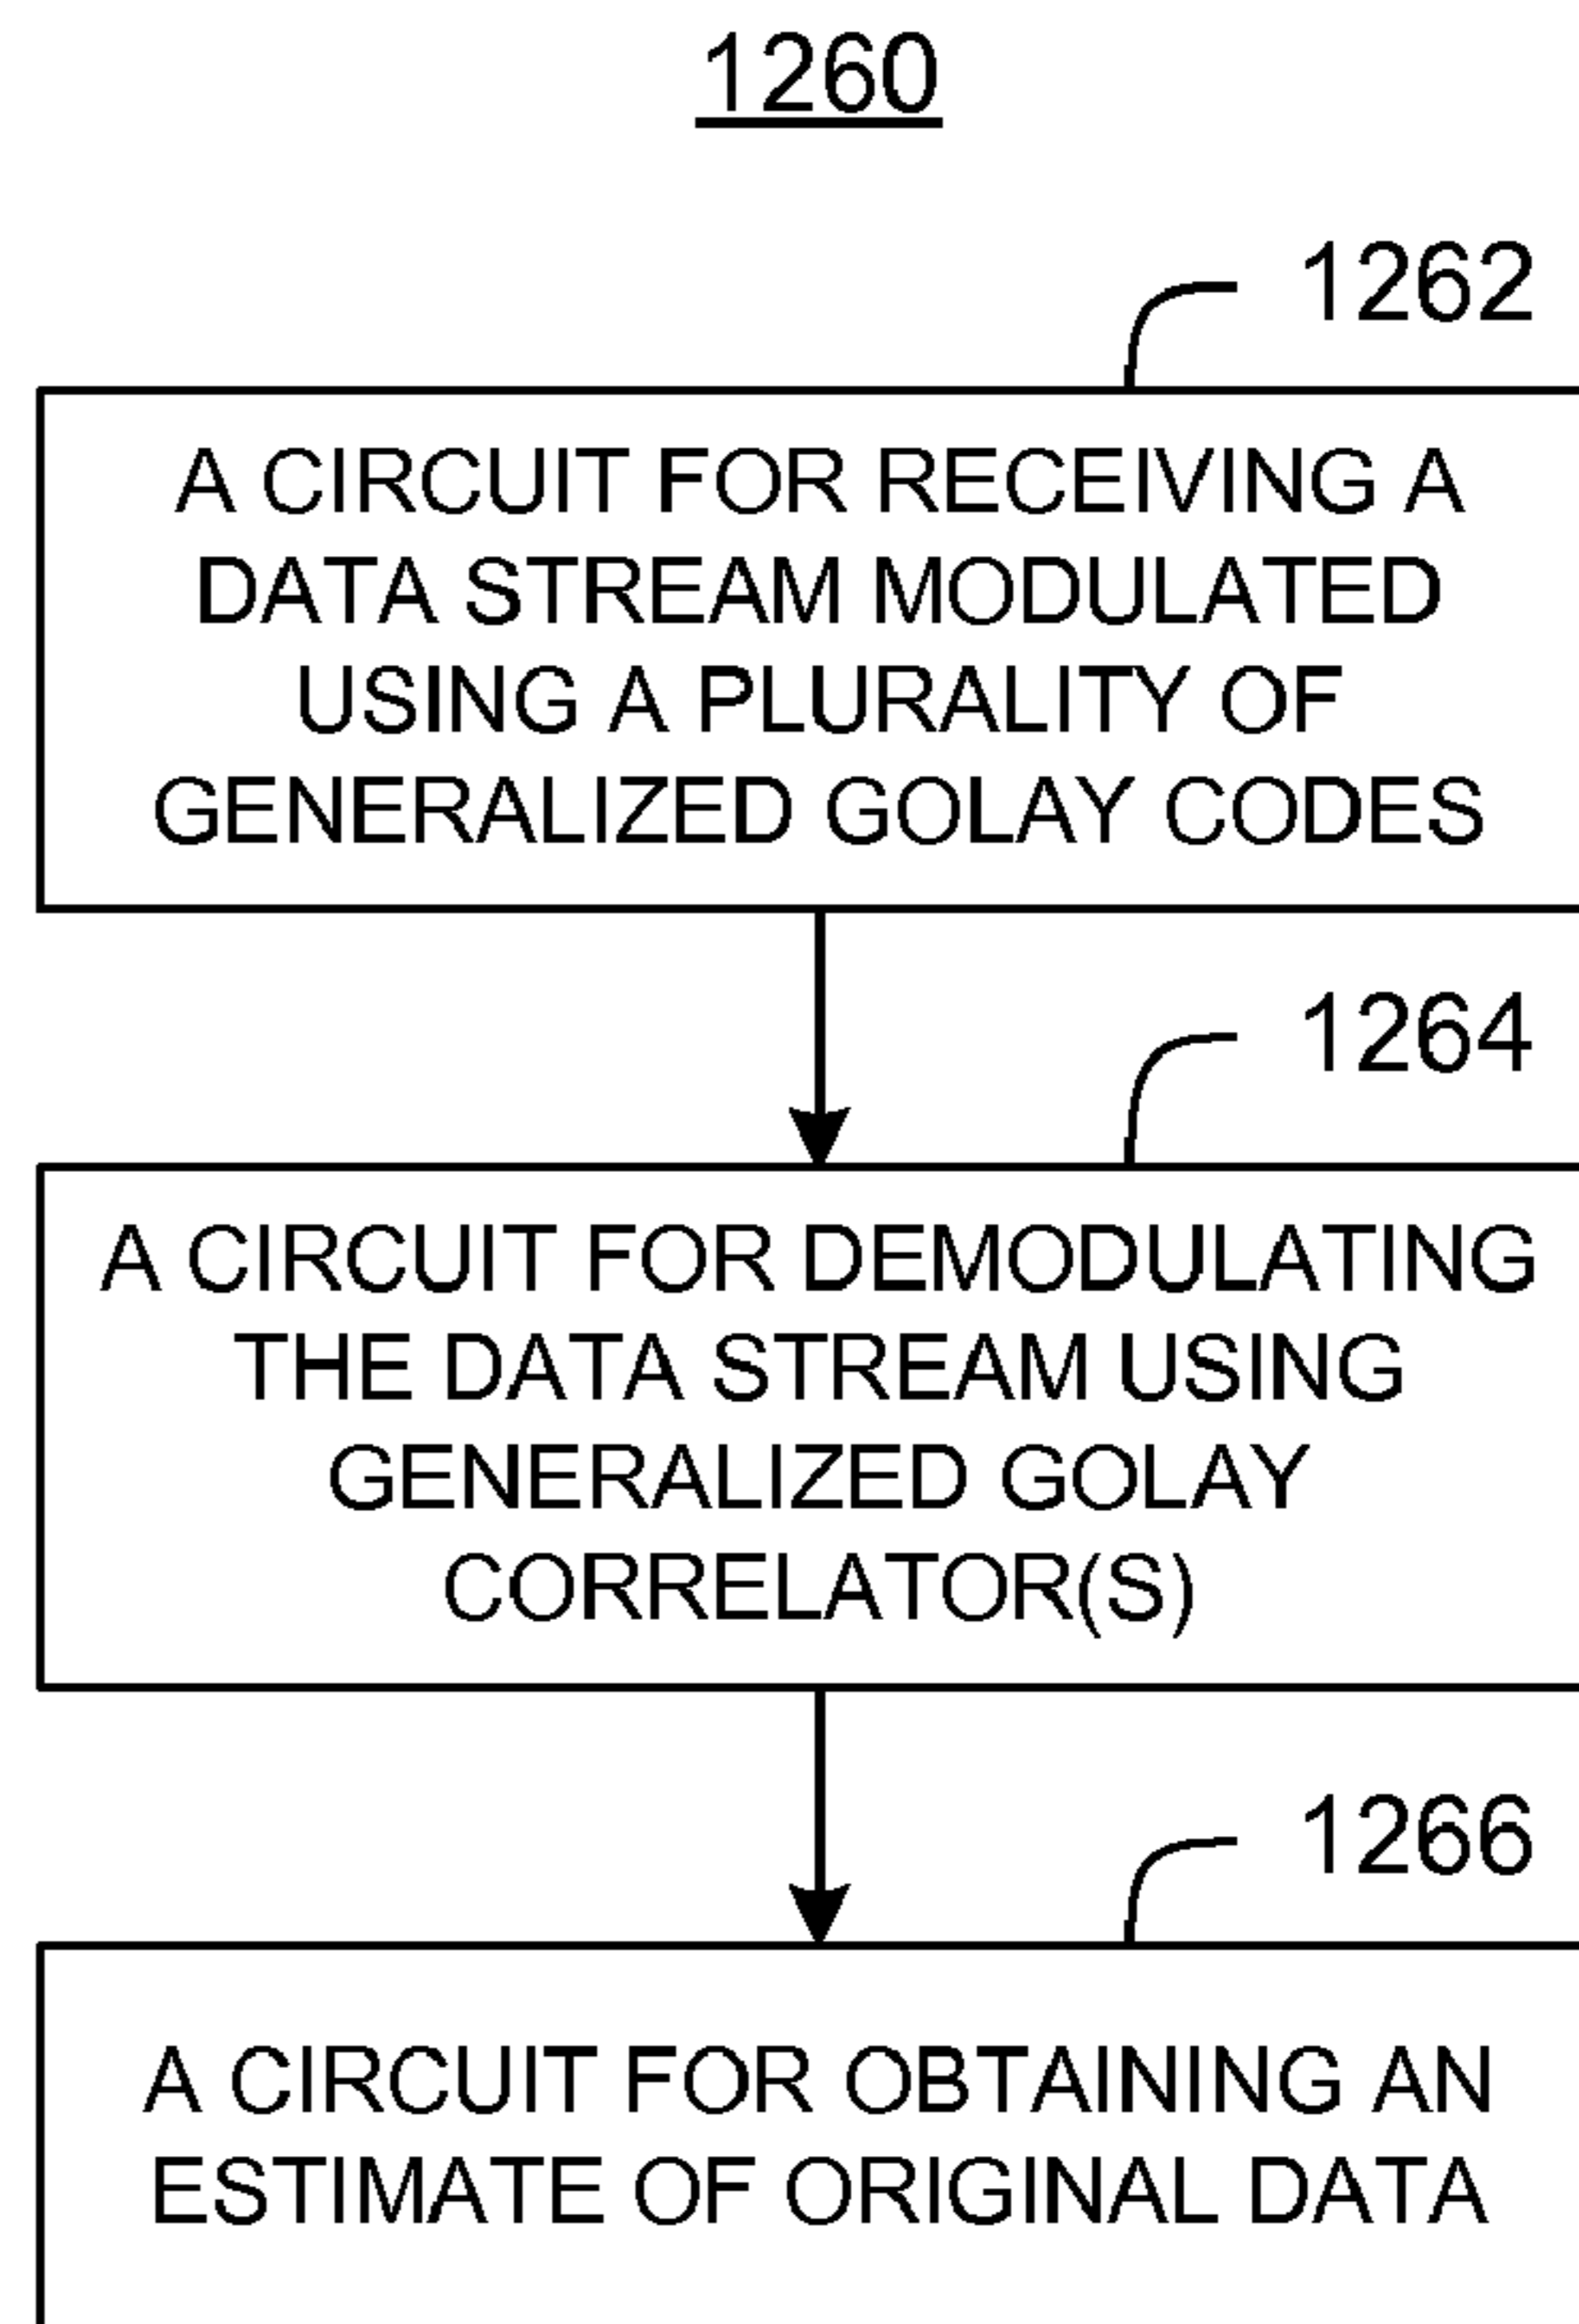 1260
1262
A CIRCUIT FOR RECEIVING A
DATA STREAM MODULATED
USING A PLURALITY OF
GENERALIZED GOLAY CODES
1264
A CIRCUIT FOR DEMODULATING
THE DATA STREAM USING
GENERALIZED GOLAY
CORRELATOR(S)
1266
A CIRCUIT FOR OBTAINING AN
ESTIMATE OF ORIGINAL DATA